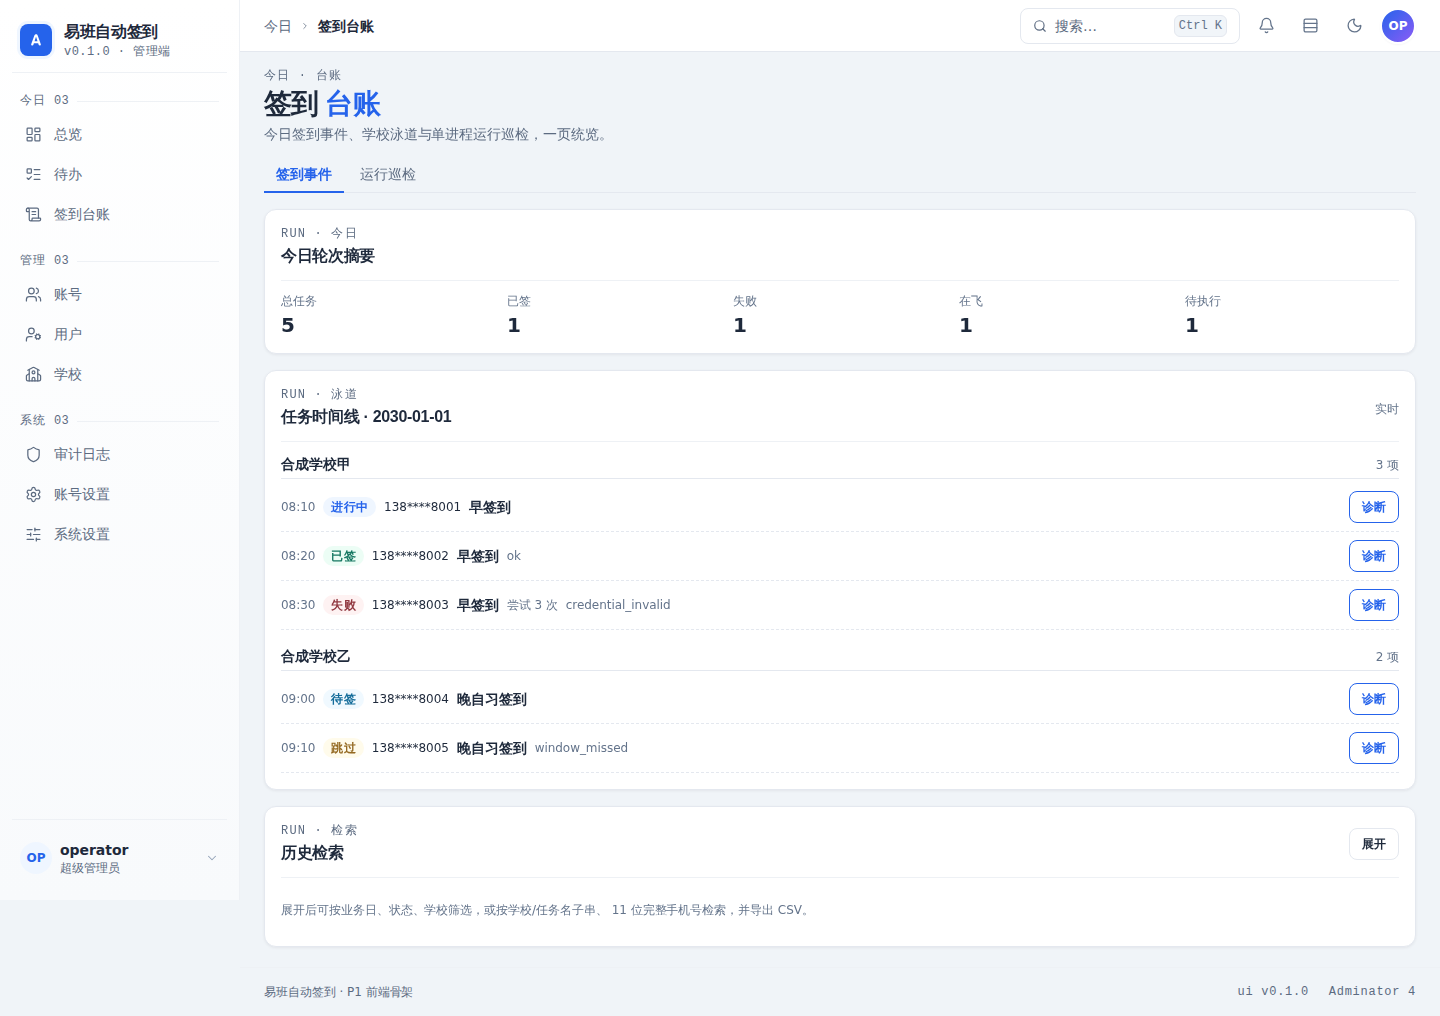 A
易班自动签到
v0.1.0 · 管理端
今日 03
总览
待办
签到台账
管理 03
账号
用户
学校
系统 03
审计日志
账号设置
系统设置
OP
operator
超级管理员
今日 签到台账
搜索… Ctrl K
OP
今日 · 台账
签到 台账
今日签到事件、学校泳道与单进程运行巡检，一页统览。
签到事件 运行巡检
RUN · 今日
今日轮次摘要
总任务 已签 失败 在飞 待执行
5 1 1 1 1
RUN · 泳道
任务时间线 · 2030-01-01
实时
合成学校甲 3 项
08:10 进行中 138****8001 早签到 诊断
08:20 已签 138****8002 早签到 ok 诊断
08:30 失败 138****8003 早签到 尝试 3 次 credential_invalid 诊断
合成学校乙 2 项
09:00 待签 138****8004 晚自习签到 诊断
09:10 跳过 138****8005 晚自习签到 window_missed 诊断
RUN · 检索
历史检索
展开
展开后可按业务日、状态、学校筛选，或按学校/任务名子串、 11 位完整手机号检索，并导出 CSV。
易班自动签到 · P1 前端骨架 ui v0.1.0 Adminator 4